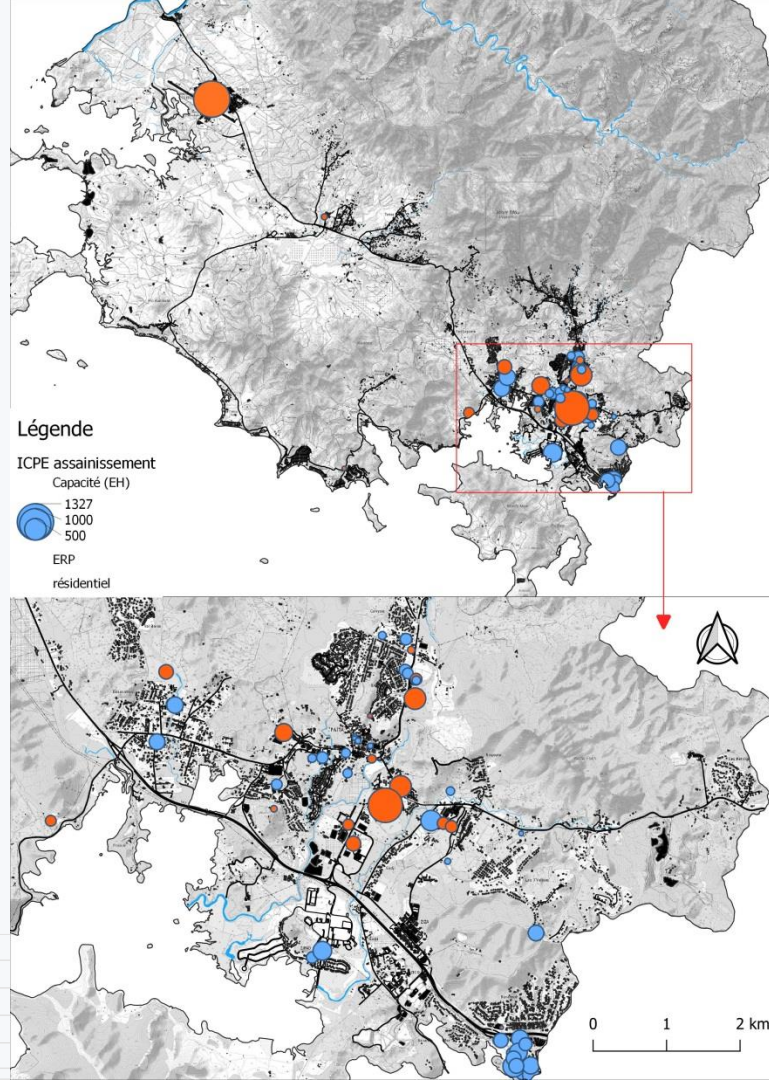 Légende
ICPE assainissement
Capacité (EH)
1327
1000
500
ERP
résidentiel
0 1 2 km